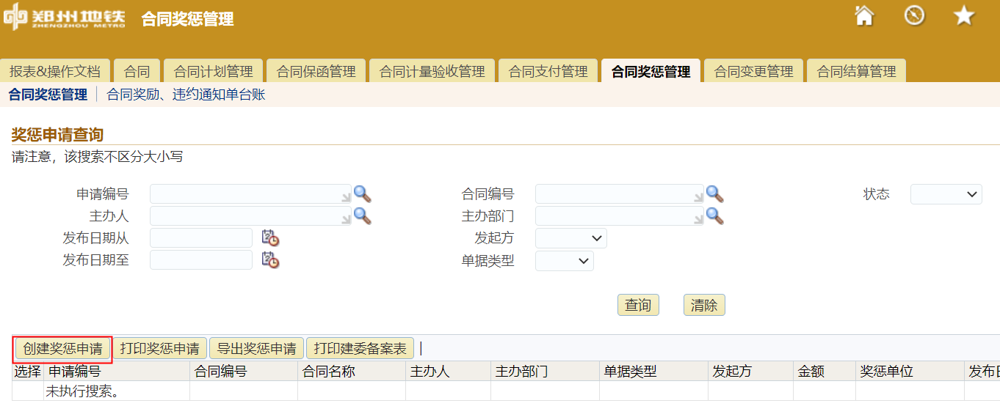 郑州地铁 合同奖惩管理
ZHENGZHOU METRO
报表&操作文档 合同 合同计划管理 合同保函管理 合同计量验收管理 合同支付管理 合同奖惩管理 合同变更管理 合同结算管理
合同奖惩管理 合同奖励、违约通知单台账
奖惩申请查询
请注意，该搜索不区分大小写
申请编号 合同编号 状态
主办人 主办部门
发布日期从 发起方
发布日期至 单据类型
查询 清除
创建奖惩申请 打印奖惩申请 导出奖惩申请 打印建委备案表
选择 申请编号 合同编号 合同名称 主办人 主办部门 单据类型 发起方 金额 奖惩单位 发布日
未执行搜索。